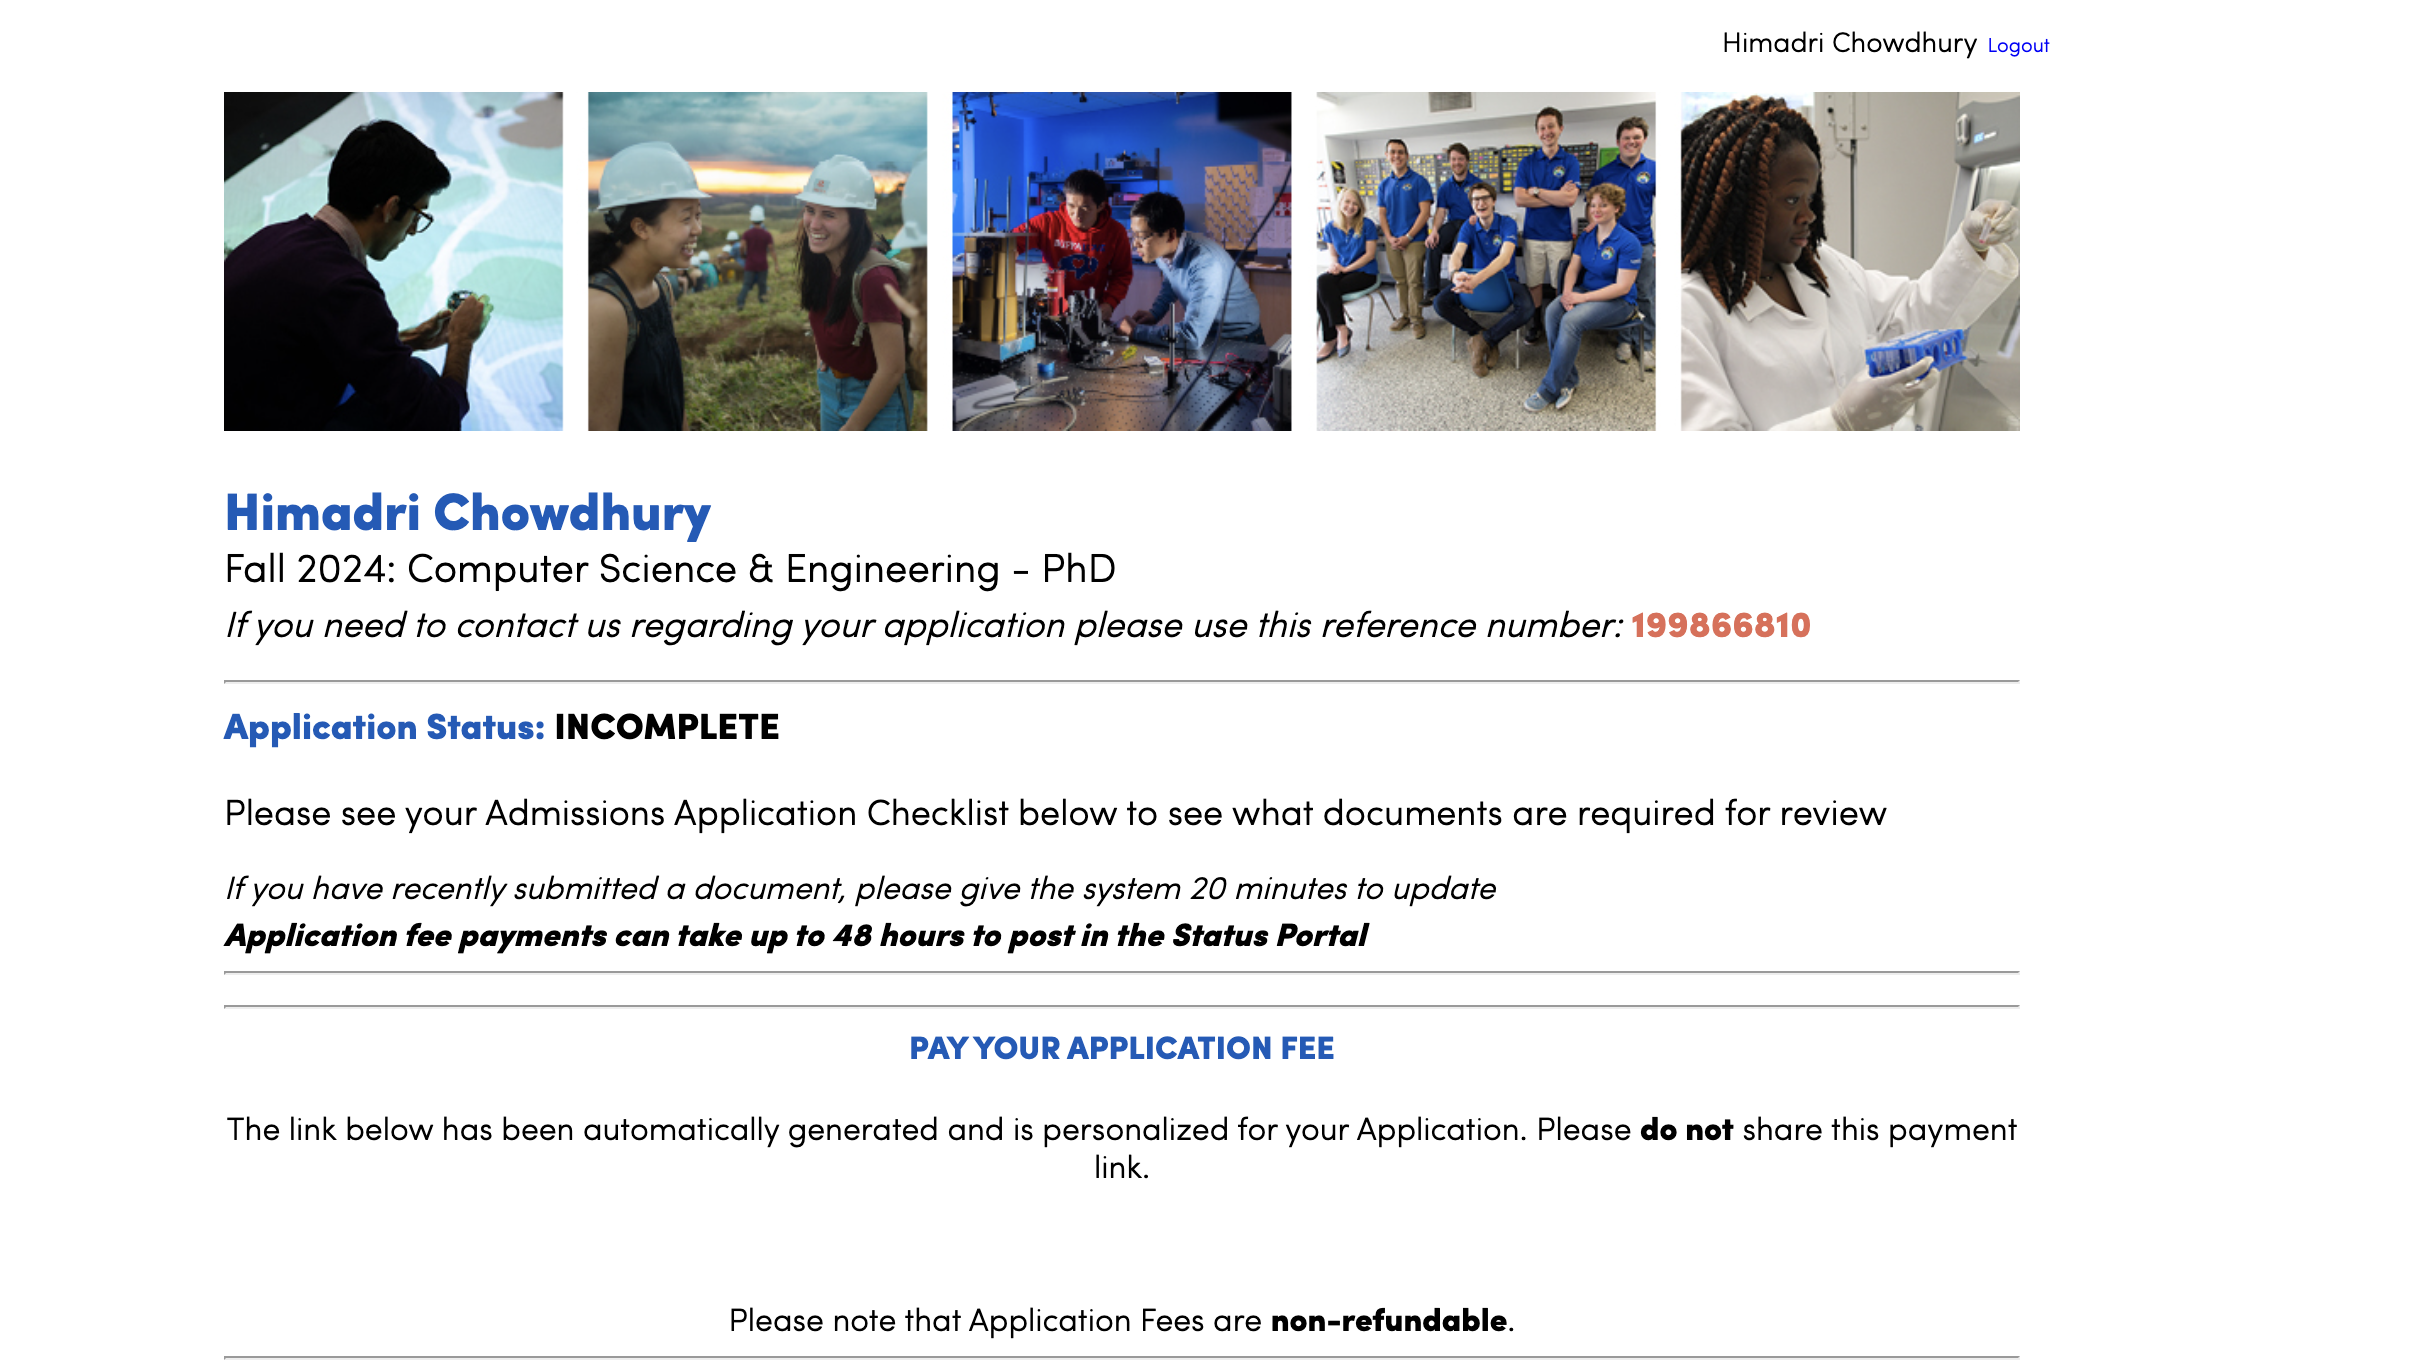 Himadri Chowdhury Logout
Himadri Chowdhury
Fall 2024: Computer Science & Engineering - PhD
If you need to contact us regarding your application please use this reference number: 199866810
Application Status: INCOMPLETE
Please see your Admissions Application Checklist below to see what documents are required for review
If you have recently submitted a document, please give the system 20 minutes to update
Application fee payments can take up to 48 hours to post in the Status Portal
PAY YOUR APPLICATION FEE
The link below has been automatically generated and is personalized for your Application. Please do not share this payment
link.
Please note that Application Fees are non-refundable.